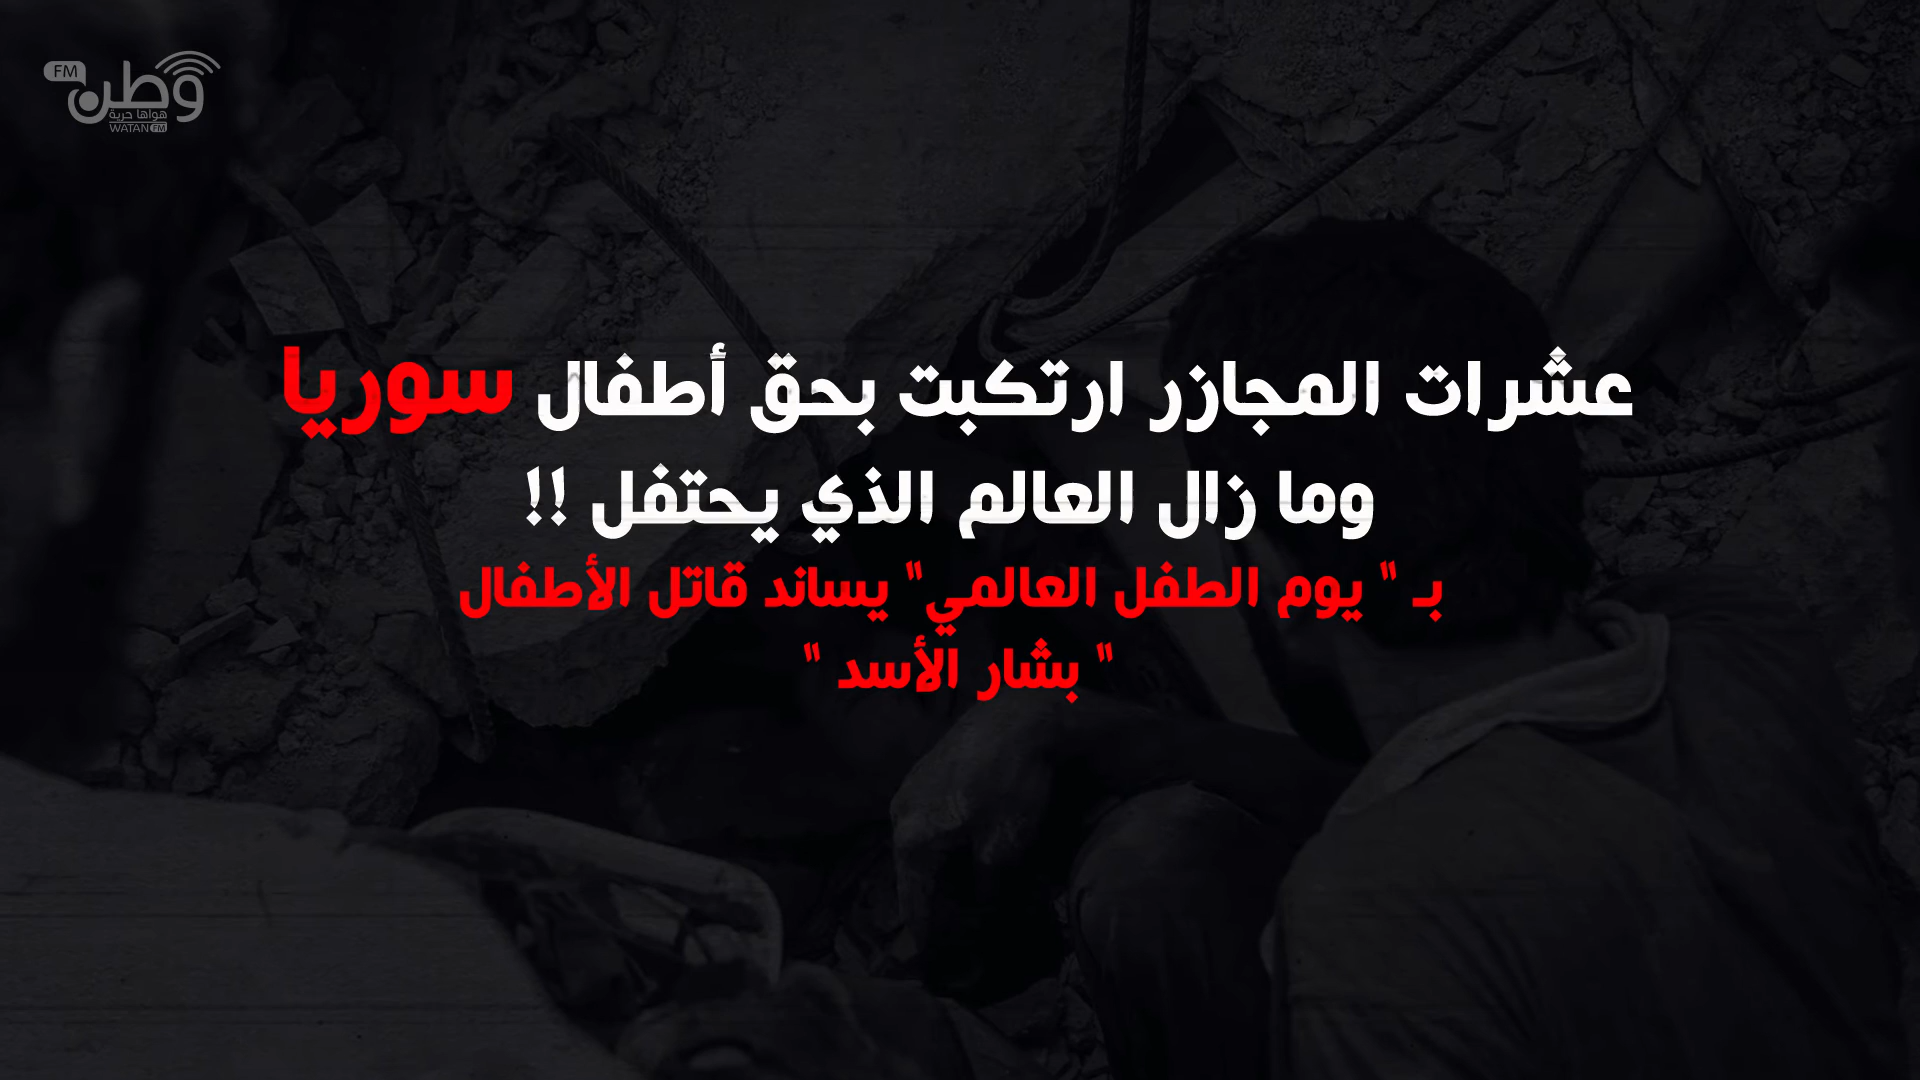 FM
وطن
هواها حرية
WATAN FM
عشرات المجازر ارتكبت بحق أطفال سوريا
وما زال العالم الذي يحتفل !!
بـ " يوم الطفل العالمي" يساند قاتل الأطفال
" بشار الأسد "